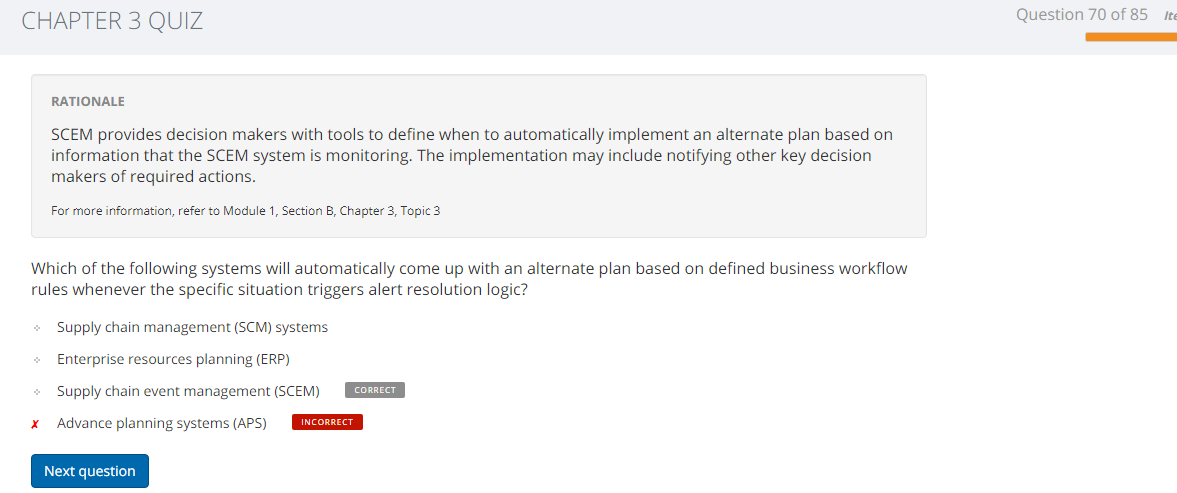 CHAPTER 3 QUIZ
Question 70 of 85 Ite
RATIONALE
SCEM provides decision makers with tools to define when to automatically implement an alternate plan based on
information that the SCEM system is monitoring. The implementation may include notifying other key decision
makers of required actions.
For more information, refer to Module 1, Section B, Chapter 3, Topic 3
Which of the following systems will automatically come up with an alternate plan based on defined business workflow
rules whenever the specific situation triggers alert resolution logic?
Supply chain management (SCM) systems
Enterprise resources planning (ERP)
Supply chain event management (SCEM) CORRECT
✗ Advance planning systems (APS) INCORRECT
Next question